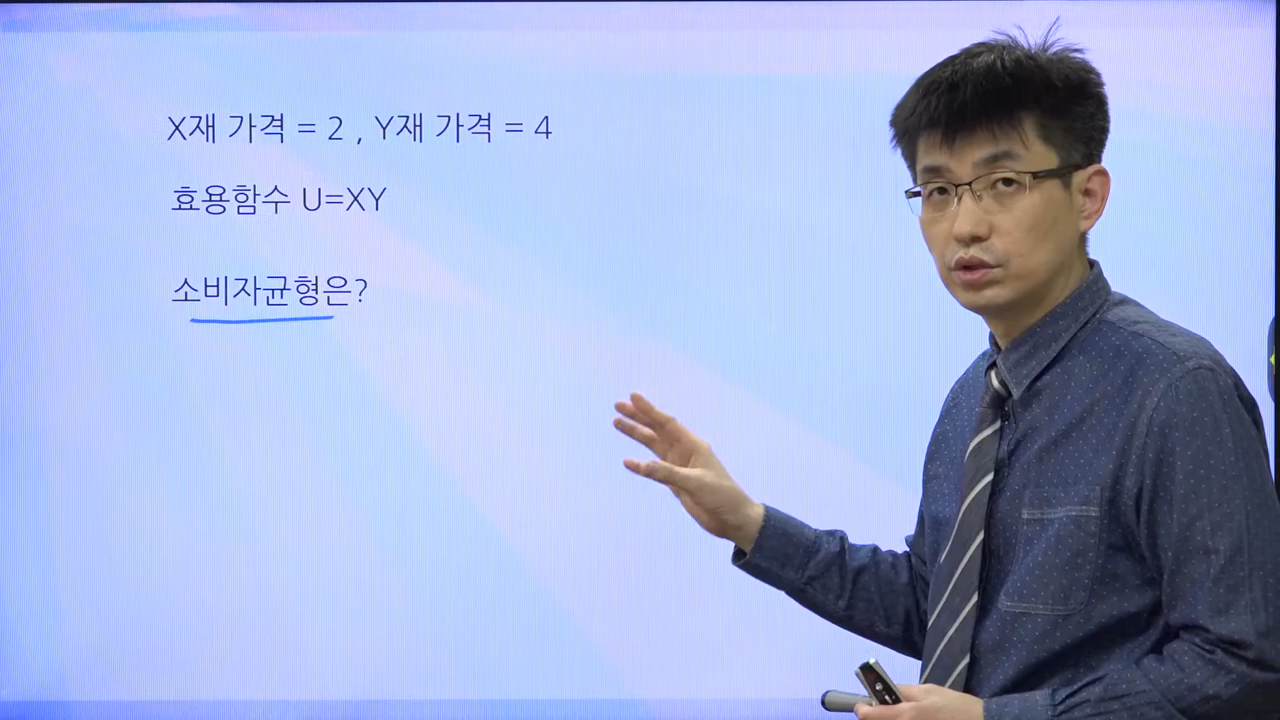 X재 가격 = 2 , Y재 가격 = 4
효용함수 U=XY
소비자균형은?